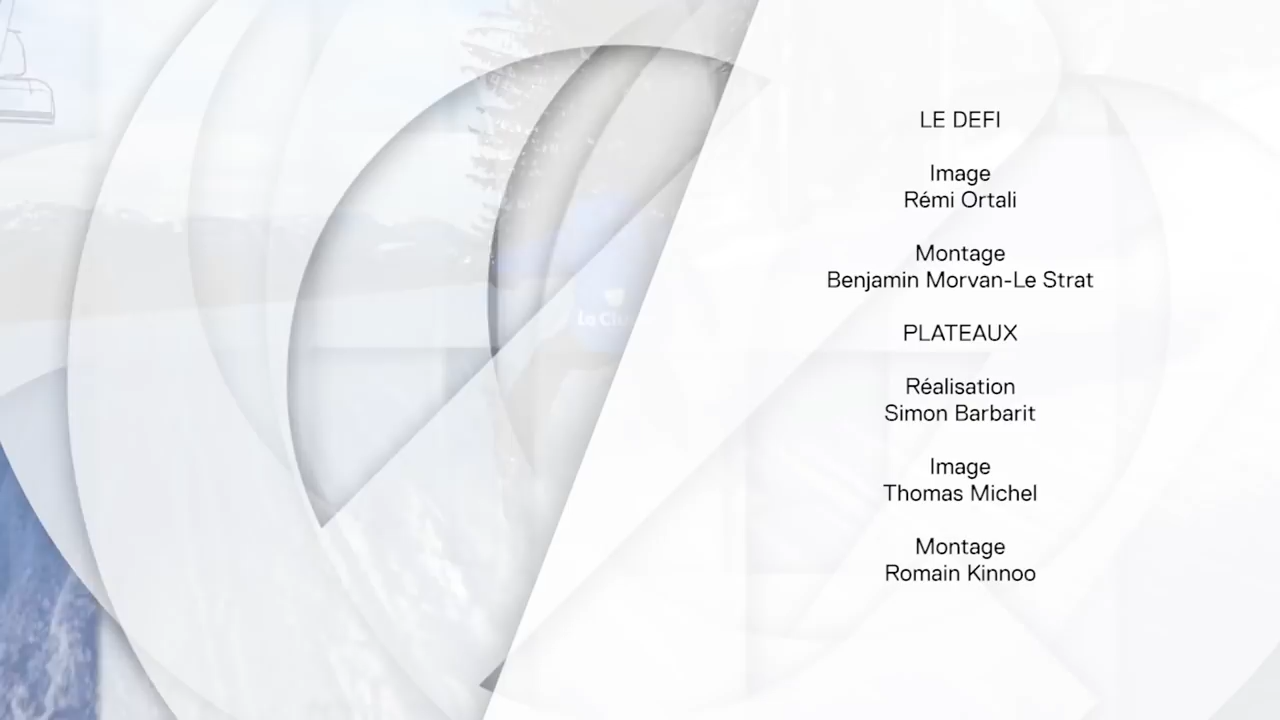 LE DEFI
Image
Rémi Ortali
Montage
Benjamin Morvan-Le Strat
PLATEAUX
Réalisation
Simon Barbarit
Image
Thomas Michel
Montage
Romain Kinnoo